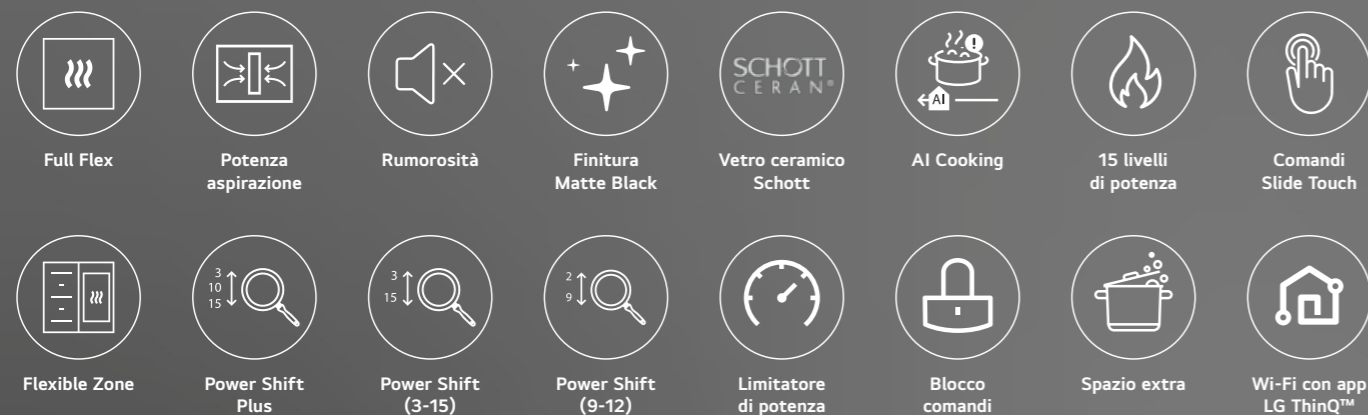 SCHOTT
CERAN®
AI
Full Flex
Potenza
aspirazione
Rumorosità
Finitura
Matte Black
Vetro ceramico
Schott
AI Cooking
15 livelli
di potenza
Comandi
Slide Touch
3
10
15
3
15
2
9
Flexible Zone
Power Shift
Plus
Power Shift
(3-15)
Power Shift
(9-12)
Limitatore
di potenza
Blocco
comandi
Spazio extra
Wi-Fi con app
LG ThinQ™